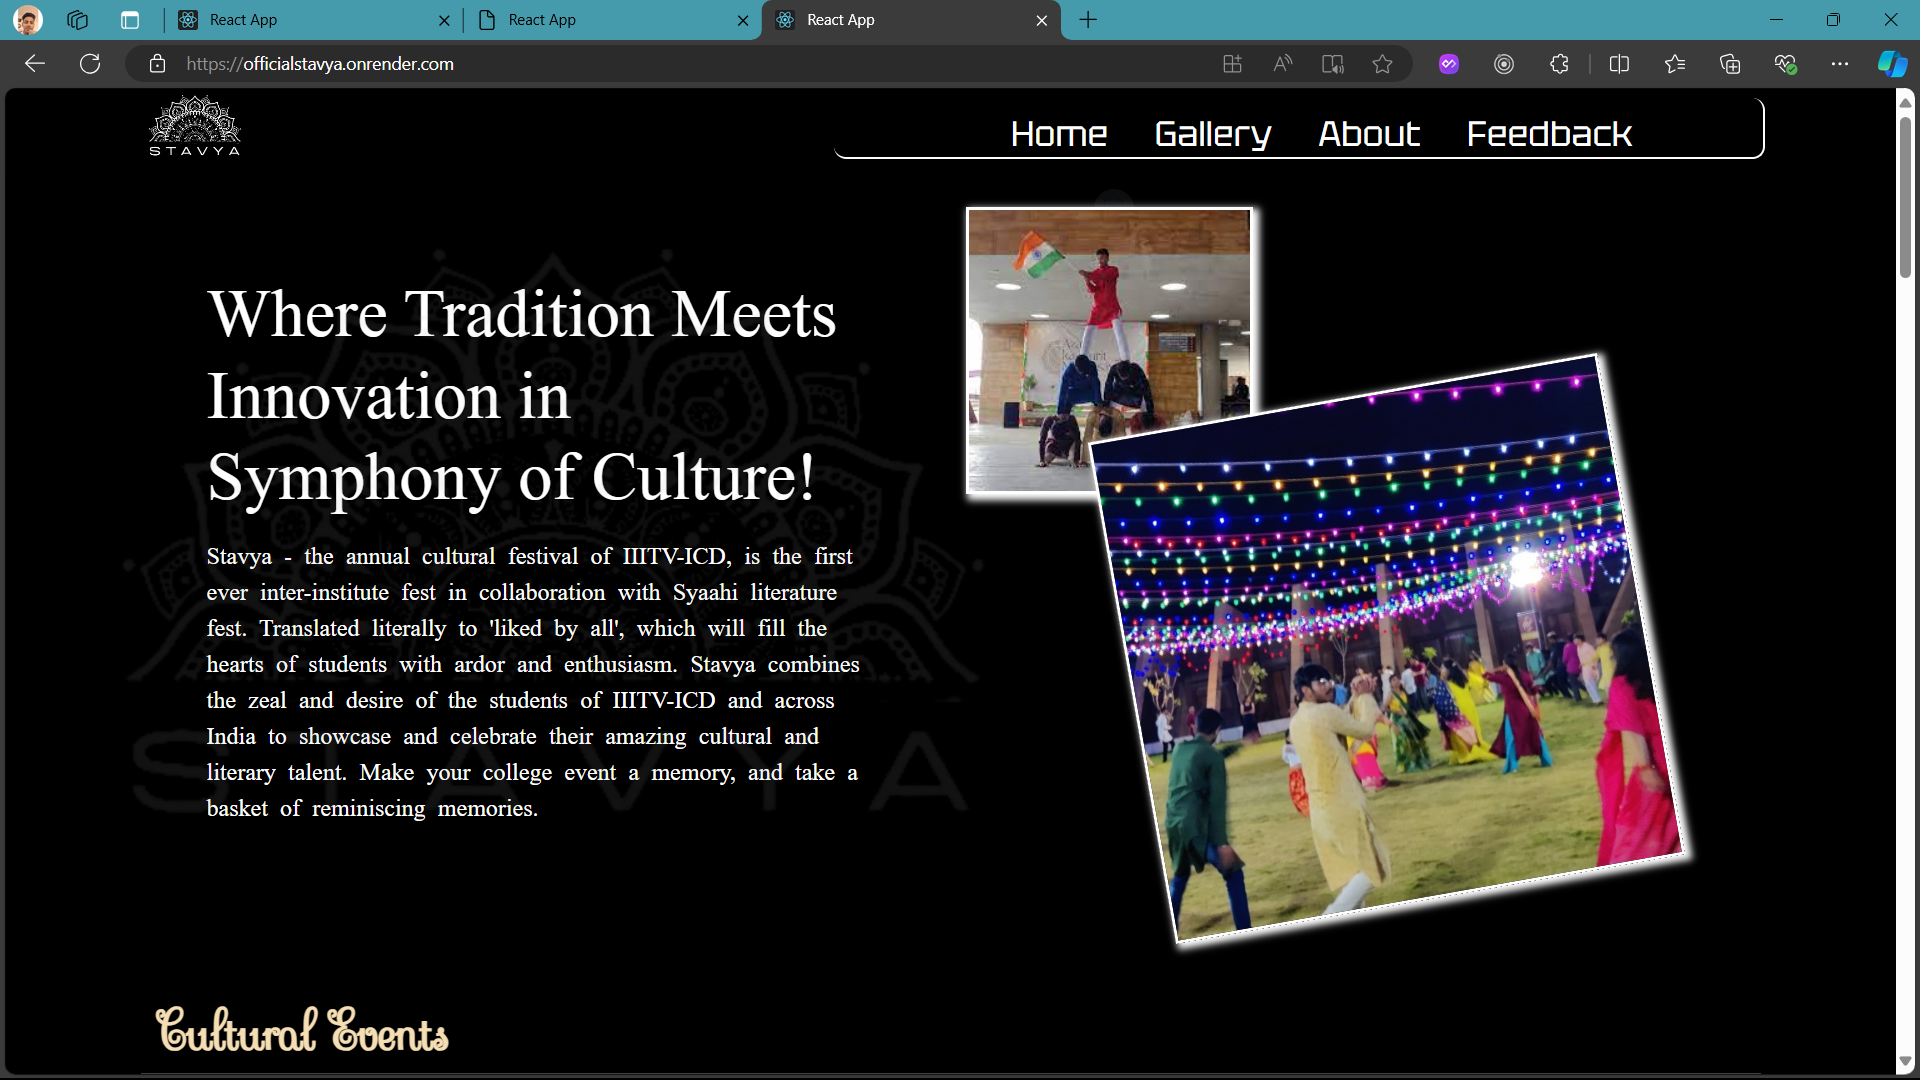 React App
React App
React App
https://officialstavya.onrender.com
STAVYA
Home Gallery About Feedback
Where Tradition Meets
Innovation in
Symphony of Culture!
Stavya - the annual cultural festival of IIITV-ICD, is the first
ever inter-institute fest in collaboration with Syaahi literature
fest. Translated literally to 'liked by all', which will fill the
hearts of students with ardor and enthusiasm. Stavya combines
the zeal and desire of the students of IIITV-ICD and across
India to showcase and celebrate their amazing cultural and
literary talent. Make your college event a memory, and take a
basket of reminiscing memories.
STAVYA
Cultural Events